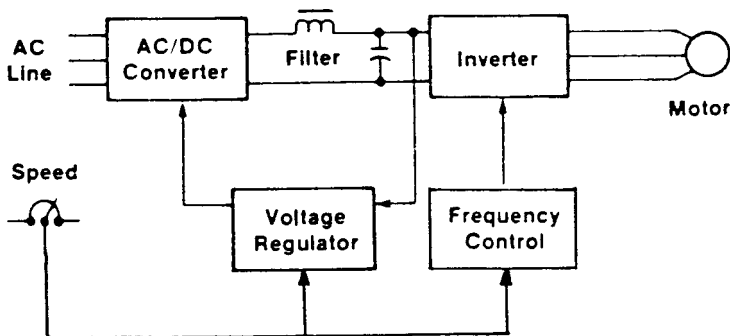 AC
Line
AC/DC
Converter
Filter
Inverter
Motor
Speed
Voltage
Regulator
Frequency
Control